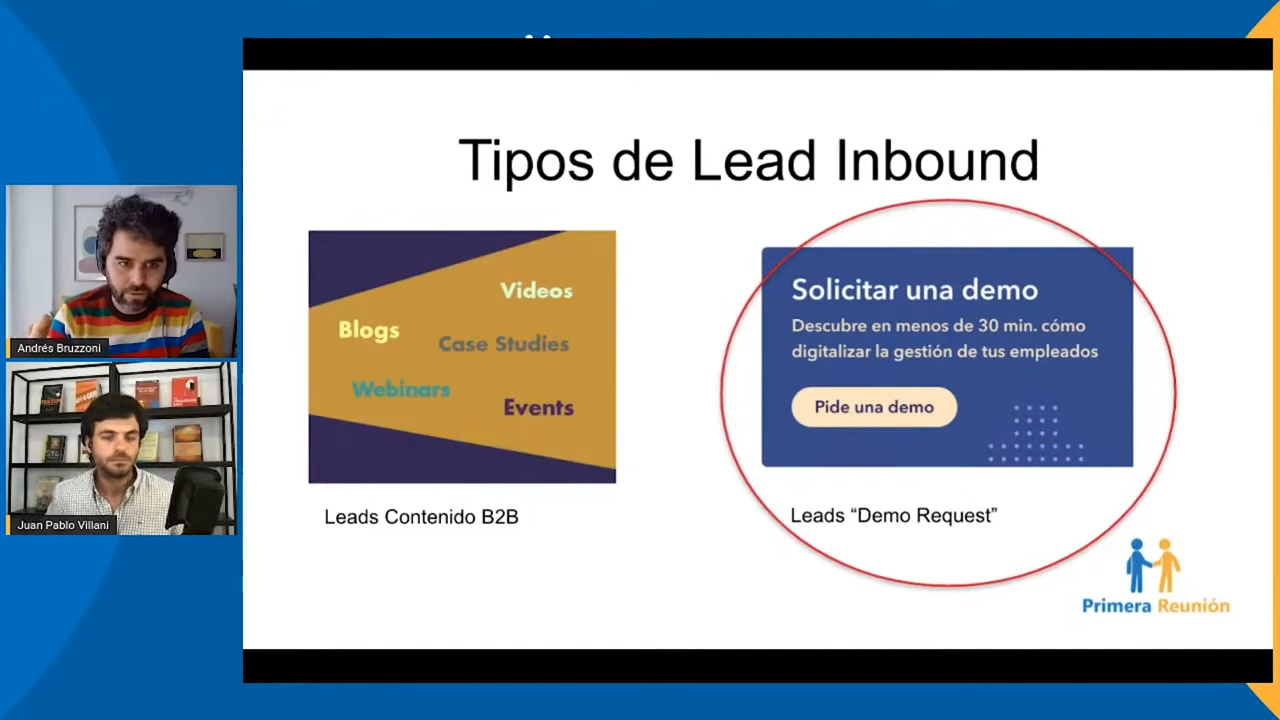 Tipos de Lead Inbound
Videos
Blogs
Case Studies
Webinars
Events
Leads Contenido B2B
Solicitar una demo
Descubre en menos de 30 min. cómo
digitalizar la gestión de tus empleados
Pide una demo
Leads “Demo Request”
Primera Reunión
Andrés Bruzzoni
Juan Pablo Villani